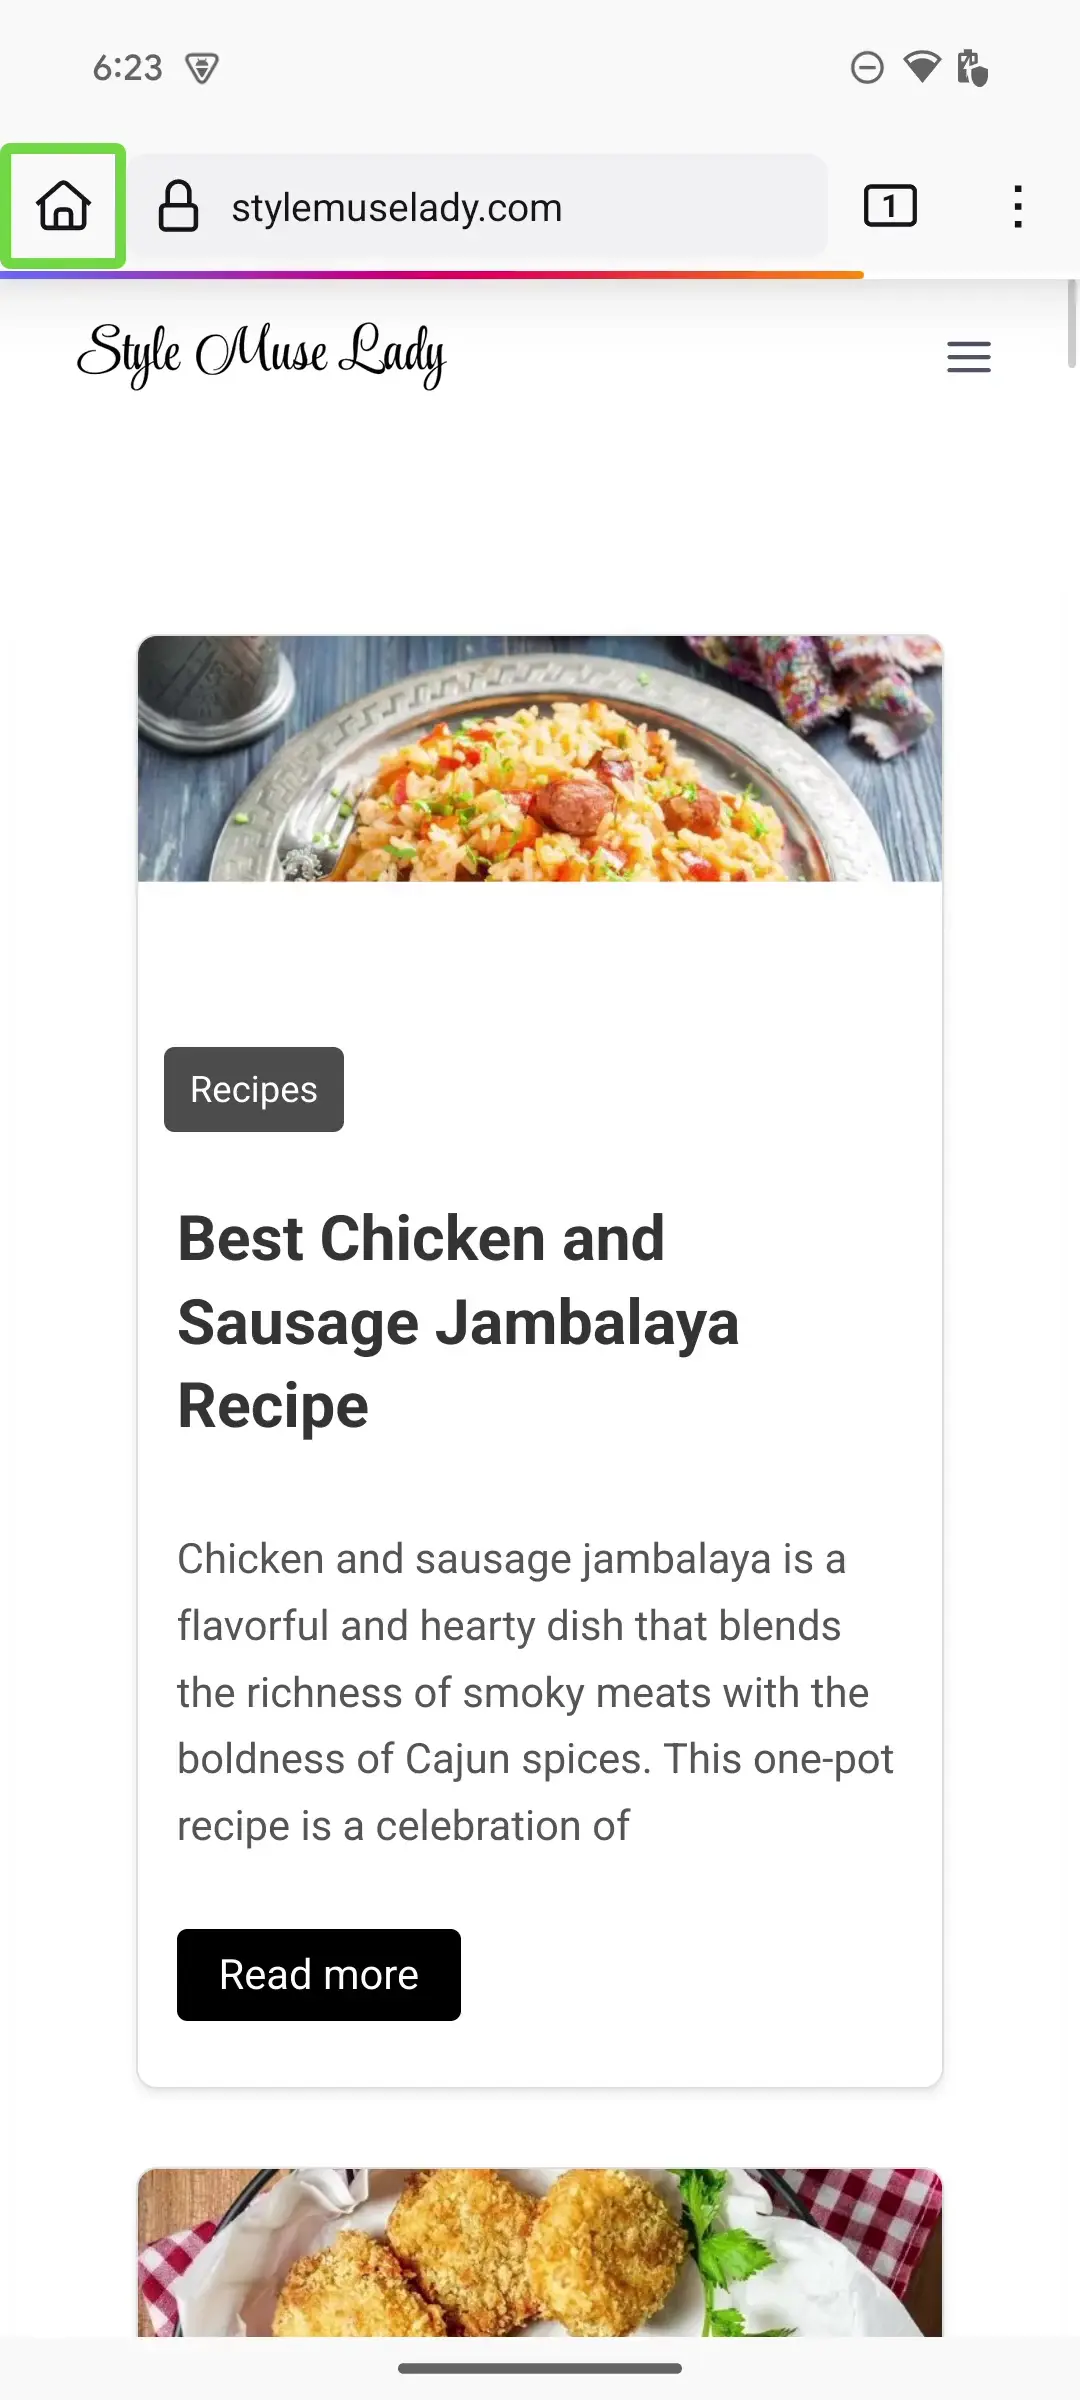 6:23
stylemuselady.com
1
Style Muse Lady
Recipes
Best Chicken and
Sausage Jambalaya
Recipe
Chicken and sausage jambalaya is a
flavorful and hearty dish that blends
the richness of smoky meats with the
boldness of Cajun spices. This one-pot
recipe is a celebration of
Read more